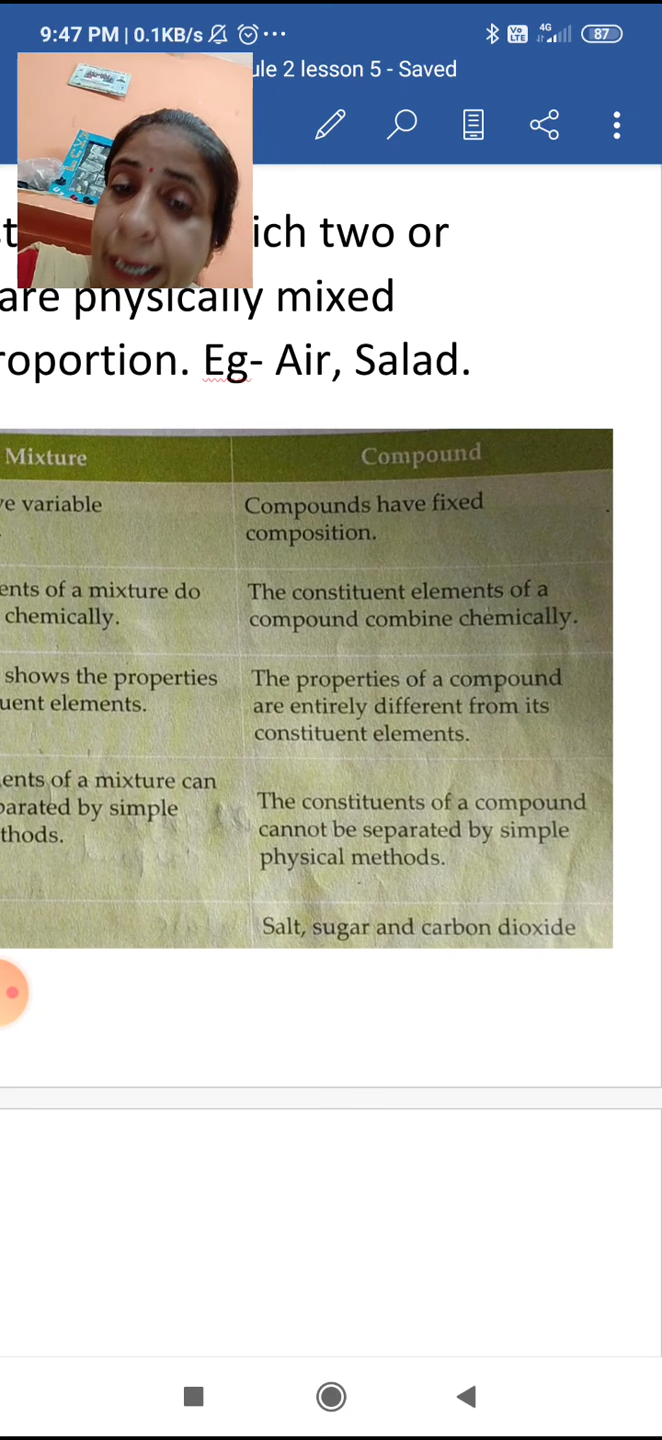 9:47 PM | 0.1KB/s
Vo LTE 4G 87
ule 2 lesson 5 - Saved
ich two or
are physically mixed
roportion. Eg- Air, Salad.
Mixture Compound
ve variable Compounds have fixed
composition.
ents of a mixture do The constituent elements of a
chemically. compound combine chemically.
shows the properties The properties of a compound
uent elements. are entirely different from its
constituent elements.
ents of a mixture can
parated by simple The constituents of a compound
thods. cannot be separated by simple
physical methods.
Salt, sugar and carbon dioxide